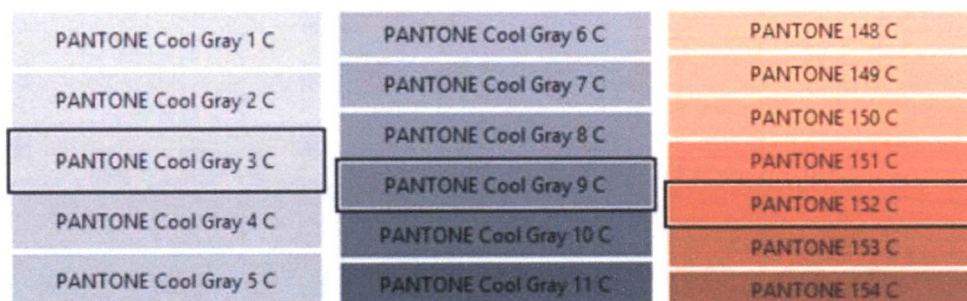 PANTONE Cool Gray 1 C
PANTONE Cool Gray 2 C
PANTONE Cool Gray 3 C
PANTONE Cool Gray 4 C
PANTONE Cool Gray 5 C
PANTONE Cool Gray 6 C
PANTONE Cool Gray 7 C
PANTONE Cool Gray 8 C
PANTONE Cool Gray 9 C
PANTONE Cool Gray 10 C
PANTONE Cool Gray 11 C
PANTONE 148 C
PANTONE 149 C
PANTONE 150 C
PANTONE 151 C
PANTONE 152 C
PANTONE 153 C
PANTONE 154 C